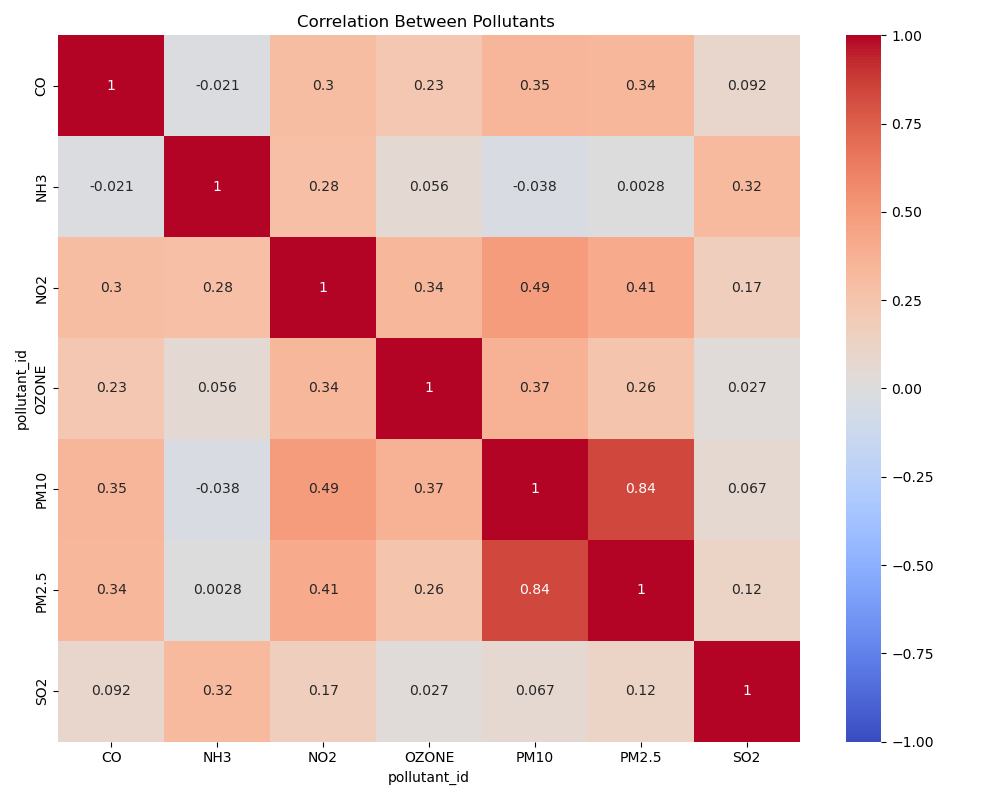 Correlation Between Pollutants
pollutant_id
CO 1 -0.021 0.3 0.23 0.35 0.34 0.092
NH3 -0.021 1 0.28 0.056 -0.038 0.0028 0.32
NO2 0.3 0.28 1 0.34 0.49 0.41 0.17
OZONE 0.23 0.056 0.34 1 0.37 0.26 0.027
PM10 0.35 -0.038 0.49 0.37 1 0.84 0.067
PM2.5 0.34 0.0028 0.41 0.26 0.84 1 0.12
SO2 0.092 0.32 0.17 0.027 0.067 0.12 1
CO NH3 NO2 OZONE PM10 PM2.5 SO2
pollutant_id
1.00
0.75
0.50
0.25
0.00
−0.25
−0.50
−0.75
−1.00